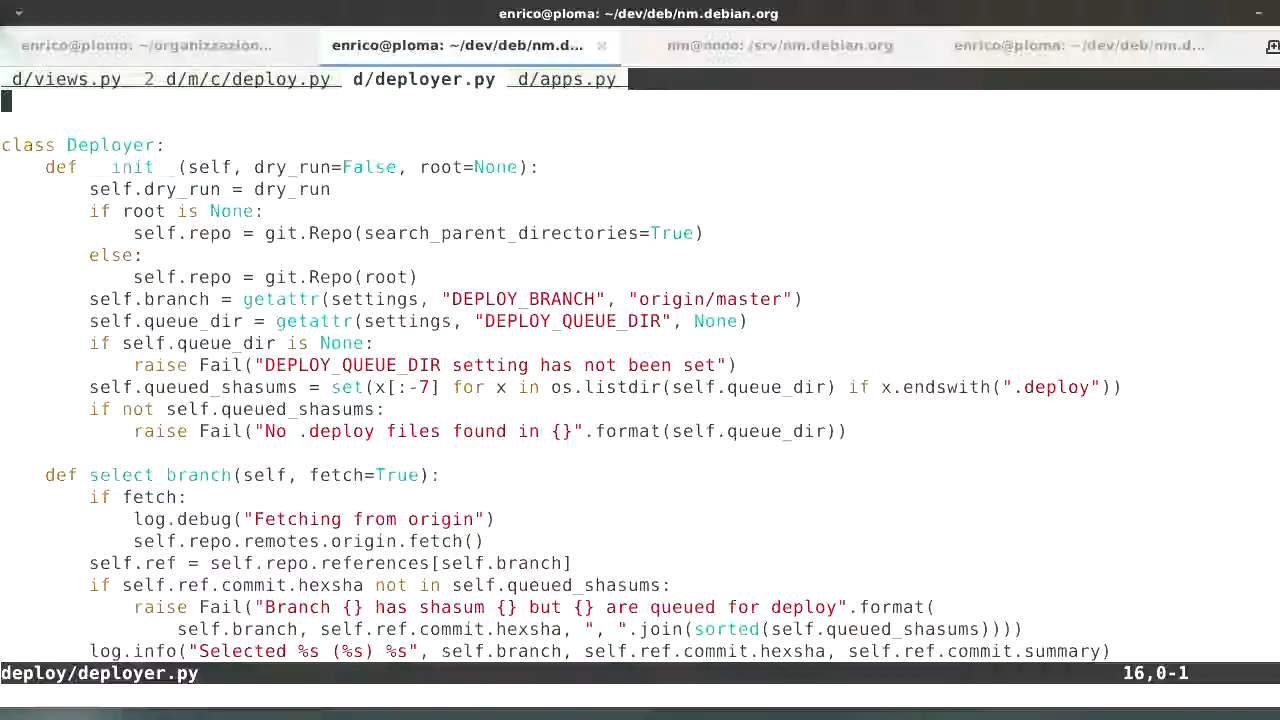 enrico@ploma: ~/dev/deb/nm.debian.org
enrico@ploma: ~/organizzazion... enrico@ploma: ~/dev/deb/nm.d... nm@nono: /srv/nm.debian.org enrico@ploma: ~/dev/deb/nm.d...
d/views.py 2 d/m/c/deploy.py d/deployer.py d/apps.py
class Deployer:
    def __init__(self, dry_run=False, root=None):
        self.dry_run = dry_run
        if root is None:
            self.repo = git.Repo(search_parent_directories=True)
        else:
            self.repo = git.Repo(root)
        self.branch = getattr(settings, "DEPLOY_BRANCH", "origin/master")
        self.queue_dir = getattr(settings, "DEPLOY_QUEUE_DIR", None)
        if self.queue_dir is None:
            raise Fail("DEPLOY_QUEUE_DIR setting has not been set")
        self.queued_shasums = set(x[:-7] for x in os.listdir(self.queue_dir) if x.endswith(".deploy"))
        if not self.queued_shasums:
            raise Fail("No .deploy files found in {}".format(self.queue_dir))
    def select_branch(self, fetch=True):
        if fetch:
            log.debug("Fetching from origin")
            self.repo.remotes.origin.fetch()
        self.ref = self.repo.references[self.branch]
        if self.ref.commit.hexsha not in self.queued_shasums:
            raise Fail("Branch {} has shasum {} but {} are queued for deploy".format(
                self.branch, self.ref.commit.hexsha, ", ".join(sorted(self.queued_shasums))))
        log.info("Selected %s (%s) %s", self.branch, self.ref.commit.hexsha, self.ref.commit.summary)
deploy/deployer.py 16,0-1